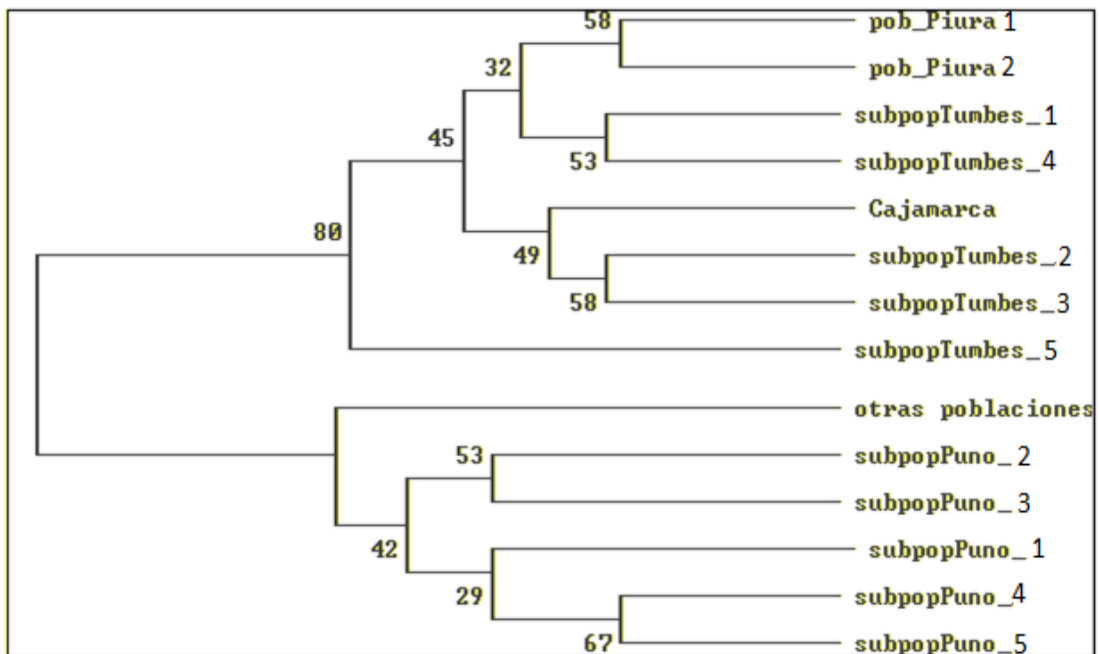 58
pob_Piura 1
32
pob_Piura 2
45
subpopTumbes_1
53
subpopTumbes_4
Cajamarca
80
49
subpopTumbes_2
58
subpopTumbes_3
subpopTumbes_5
otras poblaciones
53
subpopPuno_2
subpopPuno_3
42
subpopPuno_1
29
subpopPuno_4
67
subpopPuno_5